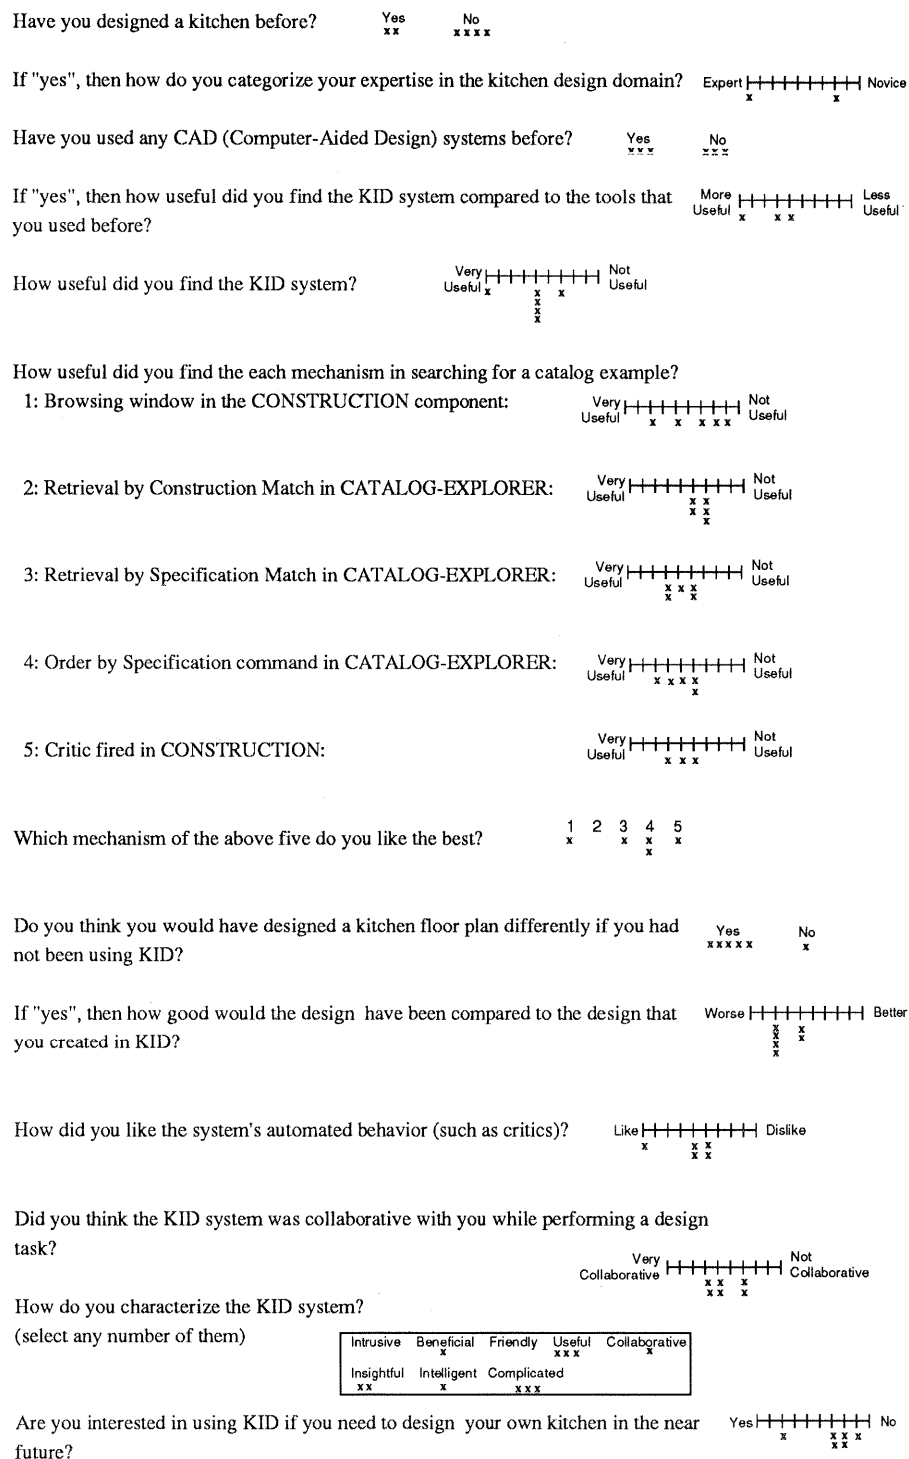 Have you designed a kitchen before? Yes No
xx xxxx
If "yes", then how do you categorize your expertise in the kitchen design domain? Expert Novice
x x
Have you used any CAD (Computer-Aided Design) systems before? Yes No
xxx xxx
If "yes", then how useful did you find the KID system compared to the tools that More Less
you used before? Useful Useful
x x x
How useful did you find the KID system? Very Not
Useful Useful
x x x
x
x
x
How useful did you find the each mechanism in searching for a catalog example?
1: Browsing window in the CONSTRUCTION component: Very Not
Useful Useful
x x x x x
2: Retrieval by Construction Match in CATALOG-EXPLORER: Very Not
Useful Useful
x x
x x
x
3: Retrieval by Specification Match in CATALOG-EXPLORER: Very Not
Useful Useful
x x x
x x
4: Order by Specification command in CATALOG-EXPLORER: Very Not
Useful Useful
x x x x
x
5: Critic fired in CONSTRUCTION: Very Not
Useful Useful
x x x
Which mechanism of the above five do you like the best? 1 2 3 4 5
x x x x
x
Do you think you would have designed a kitchen floor plan differently if you had Yes No
not been using KID? xxxxx x
If "yes", then how good would the design have been compared to the design that Worse Better
you created in KID? x x
x x
x
x
How did you like the system's automated behavior (such as critics)? Like Dislike
x x x
x x
Did you think the KID system was collaborative with you while performing a design
task?
Very Not
Collaborative Collaborative
x x x
x x x
How do you characterize the KID system?
(select any number of them)
Intrusive Beneficial Friendly Useful Collaborative
x xxx x
Insightful Intelligent Complicated
xx x xxx
Are you interested in using KID if you need to design your own kitchen in the near Yes No
future? x x x x
x x